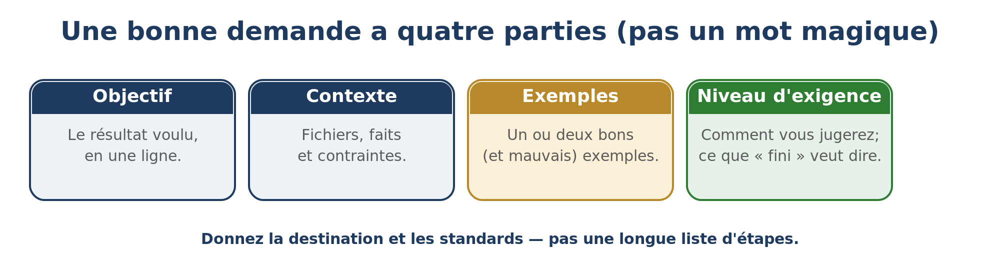 Une bonne demande a quatre parties (pas un mot magique)
Objectif
Le résultat voulu,
en une ligne.
Contexte
Fichiers, faits
et contraintes.
Exemples
Un ou deux bons
(et mauvais) exemples.
Niveau d'exigence
Comment vous jugerez;
ce que « fini » veut dire.
Donnez la destination et les standards — pas une longue liste d'étapes.